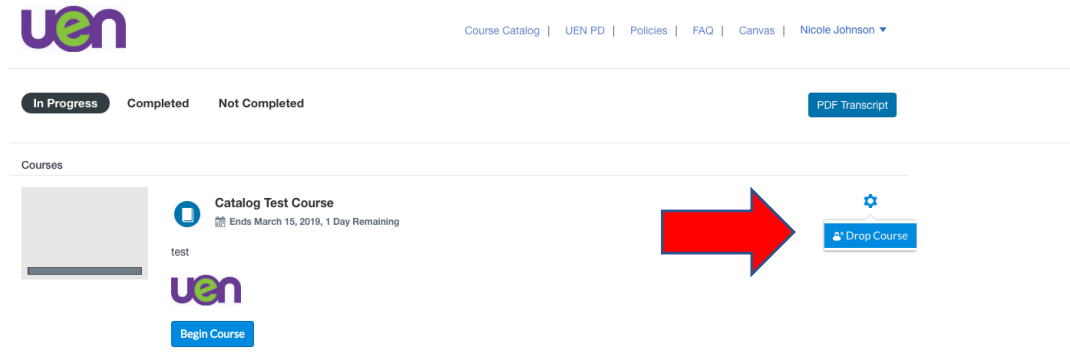 uen
Course Catalog | UEN PD | Policies | FAQ | Canvas | Nicole Johnson
In Progress Completed Not Completed PDF Transcript
Courses
Catalog Test Course
Ends March 15, 2019, 1 Day Remaining
Drop Course
test
uen
Begin Course